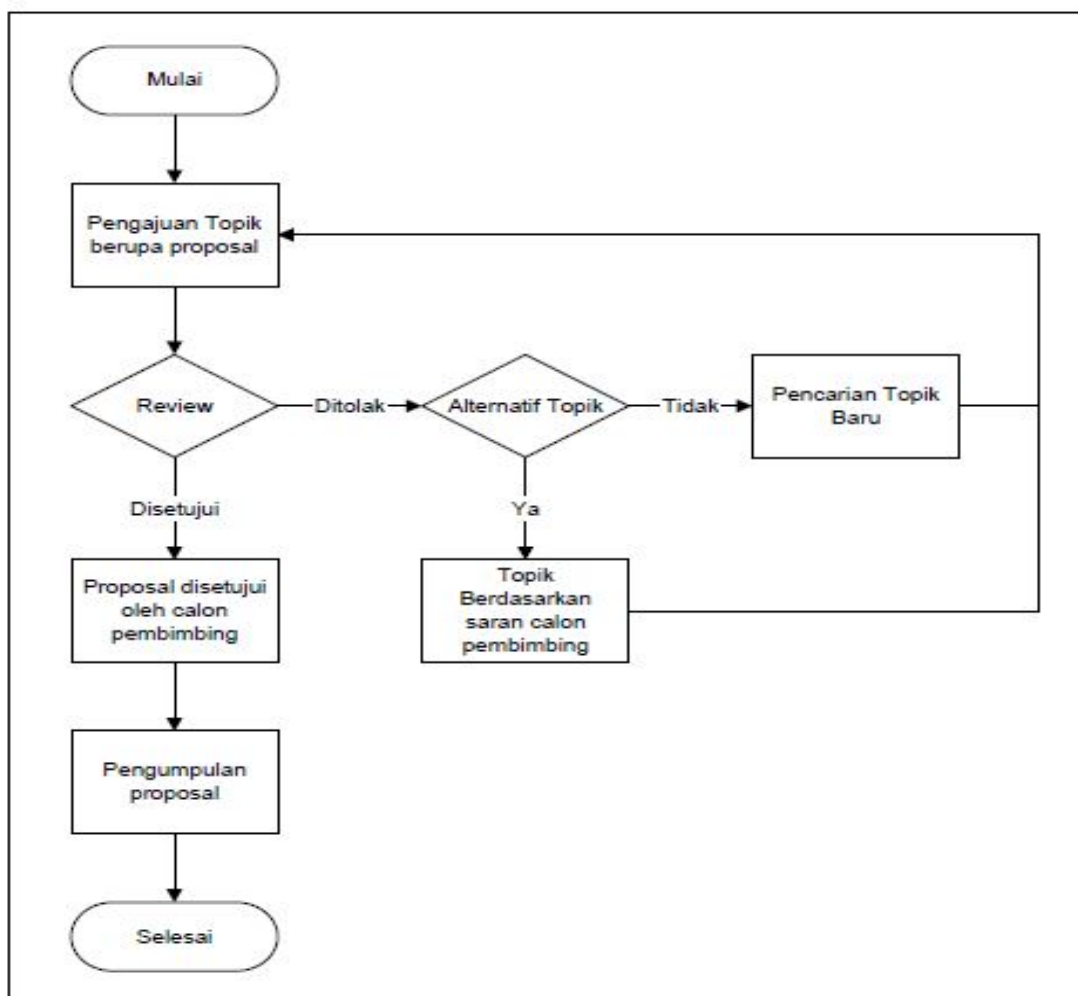 Mulai
Pengajuan Topik
berupa proposal
Review
Ditolak
Alternatif Topik
Tidak
Pencarian Topik
Baru
Disetujui
Ya
Proposal disetujui
oleh calon
pembimbing
Topik
Berdasarkan
saran calon
pembimbing
Pengumpulan
proposal
Selesai